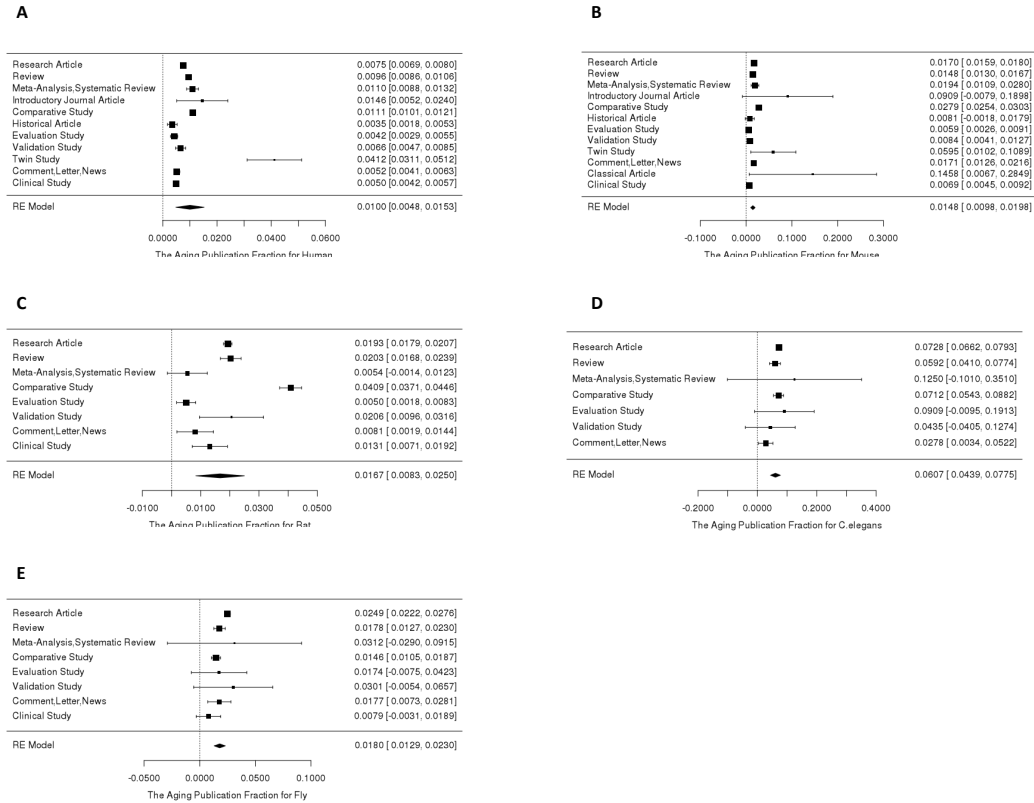 A
Research Article 0.0075 [0.0069, 0.0080]
Review 0.0096 [0.0086, 0.0106]
Meta-Analysis,Systematic Review 0.0110 [0.0088, 0.0132]
Introductory Journal Article 0.0146 [0.0052, 0.0240]
Comparative Study 0.0111 [0.0101, 0.0121]
Historical Article 0.0035 [0.0018, 0.0053]
Evaluation Study 0.0042 [0.0029, 0.0055]
Validation Study 0.0066 [0.0047, 0.0085]
Twin Study 0.0412 [0.0311, 0.0512]
Comment,Letter,News 0.0052 [0.0041, 0.0063]
Clinical Study 0.0050 [0.0042, 0.0057]
RE Model 0.0100 [0.0048, 0.0153]
0.0000 0.0200 0.0400 0.0600
The Aging Publication Fraction for Human
B
Research Article 0.0170 [ 0.0159, 0.0180]
Review 0.0148 [ 0.0130, 0.0167]
Meta-Analysis,Systematic Review 0.0194 [ 0.0109, 0.0280]
Introductory Journal Article 0.0909 [-0.0079, 0.1898]
Comparative Study 0.0279 [ 0.0254, 0.0303]
Historical Article 0.0081 [-0.0018, 0.0179]
Evaluation Study 0.0059 [ 0.0026, 0.0091]
Validation Study 0.0084 [ 0.0041, 0.0127]
Twin Study 0.0595 [ 0.0102, 0.1089]
Comment,Letter,News 0.0171 [ 0.0126, 0.0216]
Classical Article 0.1458 [ 0.0067, 0.2849]
Clinical Study 0.0069 [ 0.0045, 0.0092]
RE Model 0.0148 [ 0.0098, 0.0198]
-0.1000 0.0000 0.1000 0.2000 0.3000
The Aging Publication Fraction for Mouse
C
Research Article 0.0193 [ 0.0179, 0.0207]
Review 0.0203 [ 0.0168, 0.0239]
Meta-Analysis,Systematic Review 0.0054 [-0.0014, 0.0123]
Comparative Study 0.0409 [ 0.0371, 0.0446]
Evaluation Study 0.0050 [ 0.0018, 0.0083]
Validation Study 0.0206 [ 0.0096, 0.0316]
Comment,Letter,News 0.0081 [ 0.0019, 0.0144]
Clinical Study 0.0131 [ 0.0071, 0.0192]
RE Model 0.0167 [ 0.0083, 0.0250]
-0.0100 0.0100 0.0300 0.0500
The Aging Publication Fraction for Rat
D
Research Article 0.0728 [ 0.0662, 0.0793]
Review 0.0592 [ 0.0410, 0.0774]
Meta-Analysis,Systematic Review 0.1250 [-0.1010, 0.3510]
Comparative Study 0.0712 [ 0.0543, 0.0882]
Evaluation Study 0.0909 [-0.0095, 0.1913]
Validation Study 0.0435 [-0.0405, 0.1274]
Comment,Letter,News 0.0278 [ 0.0034, 0.0522]
RE Model 0.0607 [ 0.0439, 0.0775]
-0.2000 0.0000 0.2000 0.4000
The Aging Publication Fraction for C.elegans
E
Research Article 0.0249 [ 0.0222, 0.0276]
Review 0.0178 [ 0.0127, 0.0230]
Meta-Analysis,Systematic Review 0.0312 [-0.0290, 0.0915]
Comparative Study 0.0146 [ 0.0105, 0.0187]
Evaluation Study 0.0174 [-0.0075, 0.0423]
Validation Study 0.0301 [-0.0054, 0.0657]
Comment,Letter,News 0.0177 [ 0.0073, 0.0281]
Clinical Study 0.0079 [-0.0031, 0.0189]
RE Model 0.0180 [ 0.0129, 0.0230]
-0.0500 0.0000 0.0500 0.1000
The Aging Publication Fraction for Fly